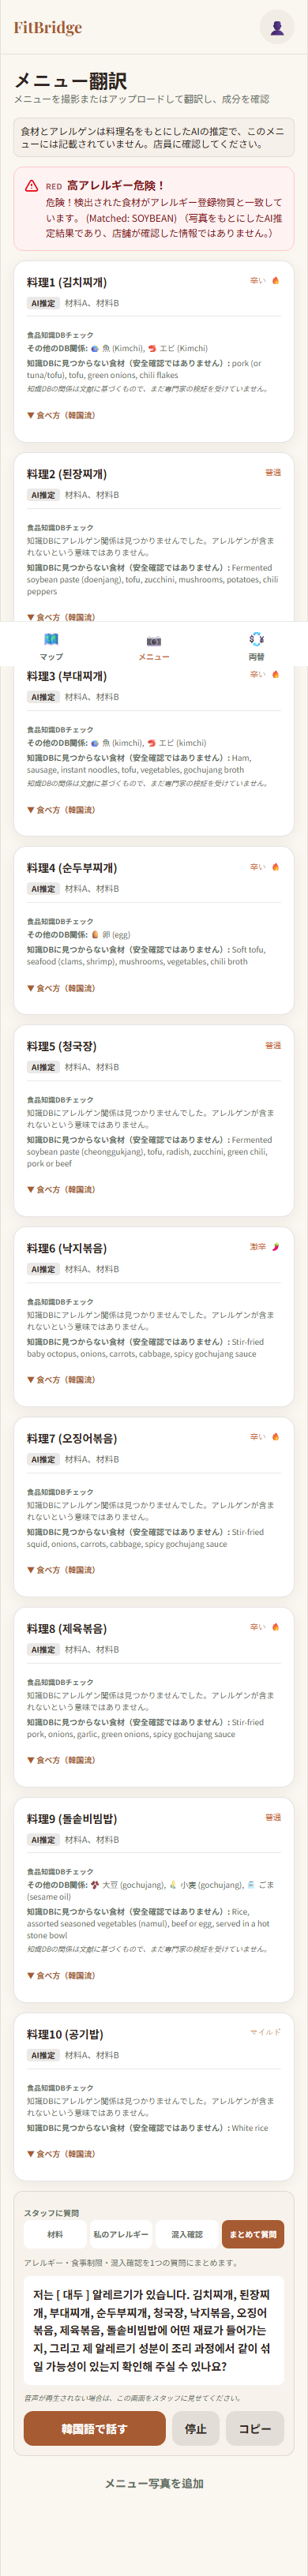 FitBridge
メニュー翻訳
メニューを撮影またはアップロードして翻訳し、成分を確認
食材とアレルゲンは料理名をもとにしたAIの推定で、このメニ
ューには記載されていません。店員に確認してください。
RED 高アレルギー危険！
危険！検出された食材がアレルギー登録物質と一致して
います。 (Matched: SOYBEAN) （写真をもとにしたAI推
定結果であり、店舗が確認した情報ではありません。）
料理1 (김치찌개) 辛い
AI推定 材料A、材料B
食品知識DBチェック
その他のDB関係: 魚 (Kimchi), エビ (Kimchi)
知識DBに見つからない食材（安全確認ではありません）: pork (or
tuna/tofu), tofu, green onions, chili flakes
知識DBの関係は文献に基づくもので、まだ専門家の検証を受けていません。
▼ 食べ方（韓国流）
料理2 (된장찌개) 普通
AI推定 材料A、材料B
食品知識DBチェック
知識DBにアレルゲン関係は見つかりませんでした。アレルゲンが含ま
れないという意味ではありません。
知識DBに見つからない食材（安全確認ではありません）: Fermented
soybean paste (doenjang), tofu, zucchini, mushrooms, potatoes, chili
peppers
▼ 食べ方（韓国流）
マップ メニュー 両替
料理3 (부대찌개) 辛い
AI推定 材料A、材料B
食品知識DBチェック
その他のDB関係: 魚 (kimchi), エビ (kimchi)
知識DBに見つからない食材（安全確認ではありません）: Ham,
sausage, instant noodles, tofu, vegetables, gochujang broth
知識DBの関係は文献に基づくもので、まだ専門家の検証を受けていません。
▼ 食べ方（韓国流）
料理4 (순두부찌개) 辛い
AI推定 材料A、材料B
食品知識DBチェック
その他のDB関係: 卵 (egg)
知識DBに見つからない食材（安全確認ではありません）: Soft tofu,
seafood (clams, shrimp), mushrooms, vegetables, chili broth
▼ 食べ方（韓国流）
料理5 (청국장) 普通
AI推定 材料A、材料B
食品知識DBチェック
知識DBにアレルゲン関係は見つかりませんでした。アレルゲンが含ま
れないという意味ではありません。
知識DBに見つからない食材（安全確認ではありません）: Fermented
soybean paste (cheonggukjang), tofu, radish, zucchini, green chili,
pork or beef
▼ 食べ方（韓国流）
料理6 (낙지볶음) 激辛
AI推定 材料A、材料B
食品知識DBチェック
知識DBにアレルゲン関係は見つかりませんでした。アレルゲンが含ま
れないという意味ではありません。
知識DBに見つからない食材（安全確認ではありません）: Stir-fried
baby octopus, onions, carrots, cabbage, spicy gochujang sauce
▼ 食べ方（韓国流）
料理7 (오징어볶음) 辛い
AI推定 材料A、材料B
食品知識DBチェック
知識DBにアレルゲン関係は見つかりませんでした。アレルゲンが含ま
れないという意味ではありません。
知識DBに見つからない食材（安全確認ではありません）: Stir-fried
squid, onions, carrots, cabbage, spicy gochujang sauce
▼ 食べ方（韓国流）
料理8 (제육볶음) 辛い
AI推定 材料A、材料B
食品知識DBチェック
知識DBにアレルゲン関係は見つかりませんでした。アレルゲンが含ま
れないという意味ではありません。
知識DBに見つからない食材（安全確認ではありません）: Stir-fried
pork, onions, garlic, green onions, spicy gochujang sauce
▼ 食べ方（韓国流）
料理9 (돌솥비빔밥) 普通
AI推定 材料A、材料B
食品知識DBチェック
その他のDB関係: 大豆 (gochujang), 小麦 (gochujang), ごま
(sesame oil)
知識DBに見つからない食材（安全確認ではありません）: Rice,
assorted seasoned vegetables (namul), beef or egg, served in a hot
stone bowl
知識DBの関係は文献に基づくもので、まだ専門家の検証を受けていません。
▼ 食べ方（韓国流）
料理10 (공기밥) マイルド
AI推定 材料A、材料B
食品知識DBチェック
知識DBにアレルゲン関係は見つかりませんでした。アレルゲンが含ま
れないという意味ではありません。
知識DBに見つからない食材（安全確認ではありません）: White rice
▼ 食べ方（韓国流）
スタッフに質問
材料 私のアレルギー 混入確認 まとめて質問
アレルギー・食事制限・混入確認を1つの質問にまとめます。
저는 [ 대두 ] 알레르기가 있습니다. 김치찌개, 된장찌
개, 부대찌개, 순두부찌개, 청국장, 낙지볶음, 오징어
볶음, 제육볶음, 돌솥비빔밥에 어떤 재료가 들어가는
지, 그리고 제 알레르기 성분이 조리 과정에서 같이 섞
일 가능성이 있는지 확인해 주실 수 있나요?
音声が再生されない場合は、この画面をスタッフに見せてください。
韓国語で話す 停止 コピー
メニュー写真を追加